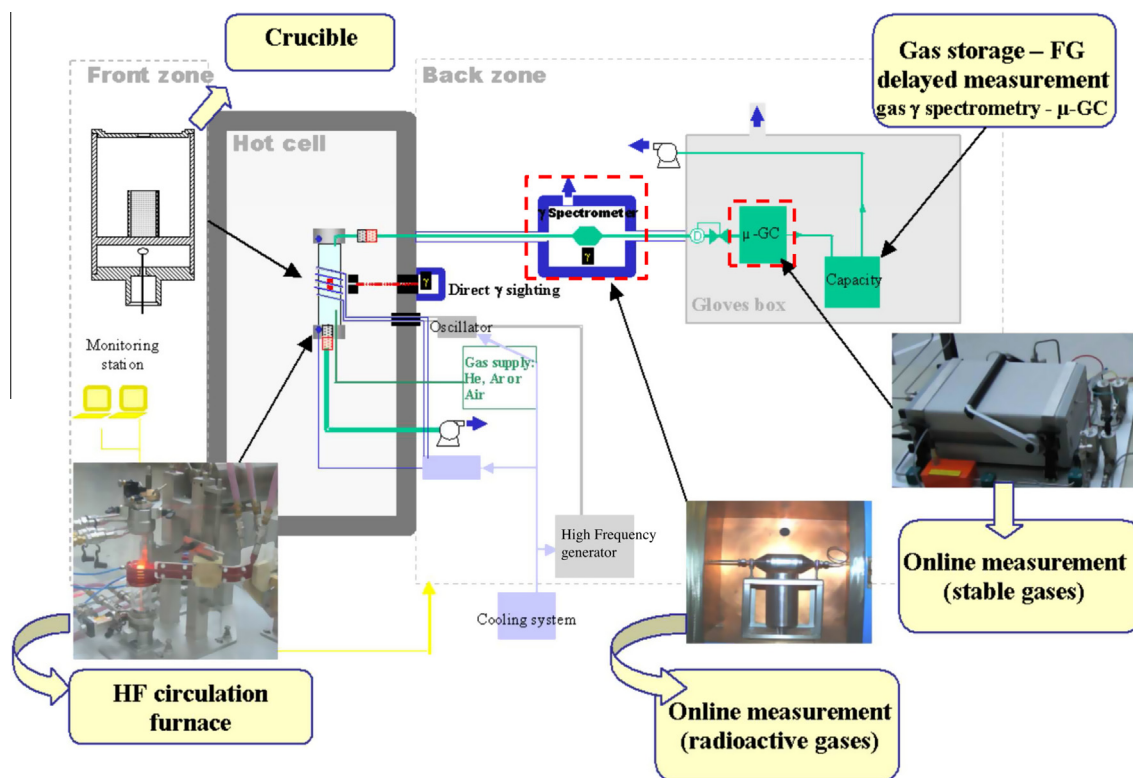 Crucible
Gas storage – FG
delayed measurement
gas γ spectrometry - μ-GC
Front zone
Back zone
Hot cell
γ Spectrometer
γ
D
μ -GC
Capacity
Gloves box
γ
Direct γ sighting
Oscillator
Gas supply:
He, Ar or
Air
Monitoring
station
High Frequency
generator
Cooling system
Online measurement
(stable gases)
HF circulation
furnace
Online measurement
(radioactive gases)